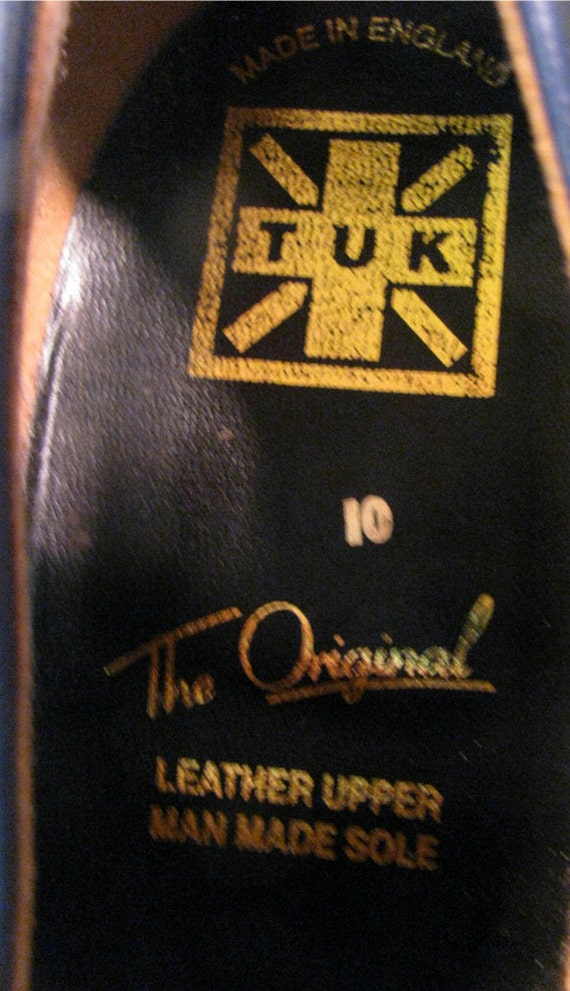 MADE IN ENGLAND
TUK
10
The Original
LEATHER UPPER
MAN MADE SOLE